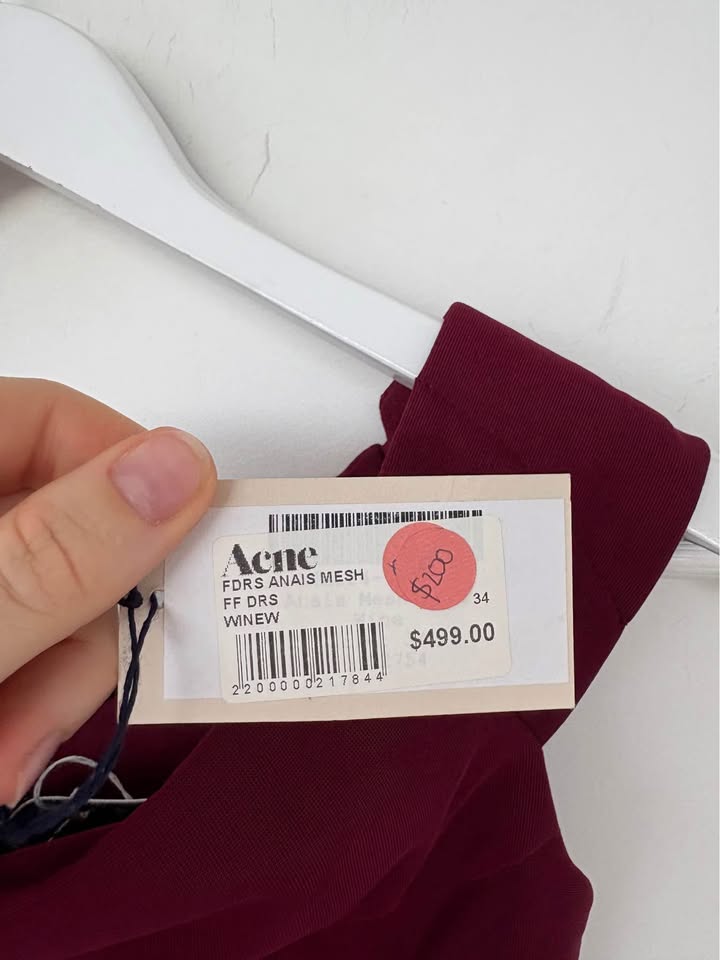 Acne
FDRS ANAIS MESH
FF DRS
34
WINEW
$499.00
2200000217844
$200